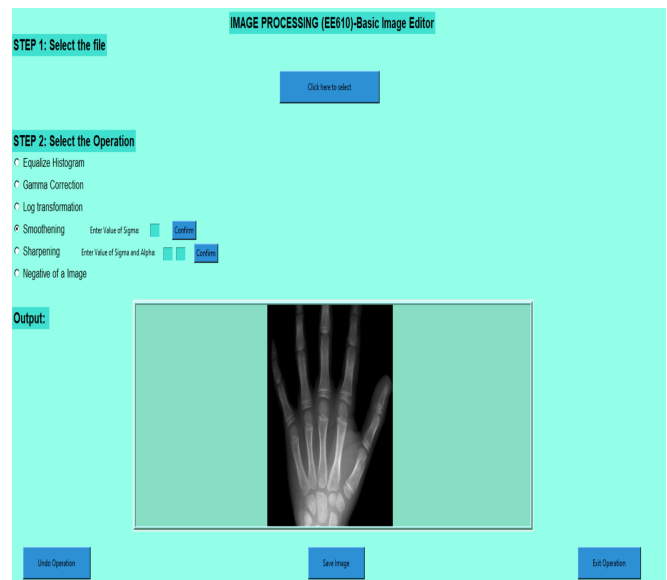 IMAGE PROCESSING (EE610)-Basic Image Editor
STEP 1: Select the file
Click here to select
STEP 2: Select the Operation
Equalize Histogram
Gamma Correction
Log transformation
Smoothening Enter Value of Sigma: Confirm
Sharpening Enter Value of Sigma and Alpha: Confirm
Negative of a Image
Output:
Undo Operation Save Image Exit Operation